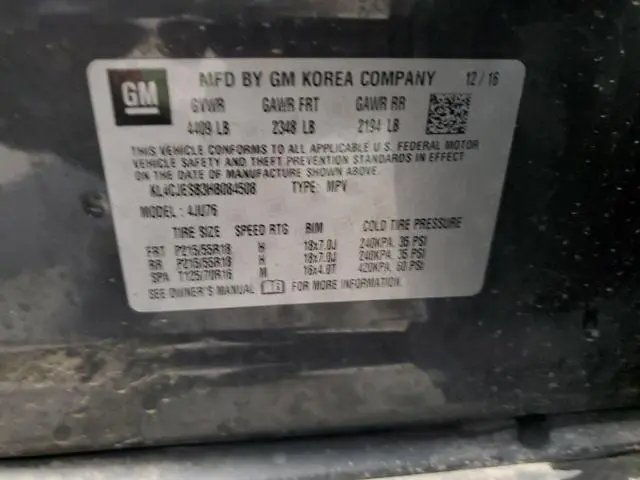 GM MFD BY GM KOREA COMPANY 12/16
GVWR GAWR FRT GAWR RR
4409 LB 2348 LB 2194 LB
THIS VEHICLE CONFORMS TO ALL APPLICABLE U.S. FEDERAL MOTOR
VEHICLE SAFETY AND THEFT PREVENTION STANDARDS IN EFFECT
ON THE DATE OF MANUFACTURE SHOWN ABOVE.
KL4CJESB3HB084508 TYPE: MPV
MODEL: 4JU76
TIRE SIZE SPEED RTG RIM COLD TIRE PRESSURE
FRT P215/55R18 H 18x7.0J 240KPA, 35 PSI
RR P215/55R18 H 18x7.0J 240KPA, 35 PSI
SPA T125/70R16 M 16x4.0T 420KPA, 60 PSI
SEE OWNER'S MANUAL FOR MORE INFORMATION.